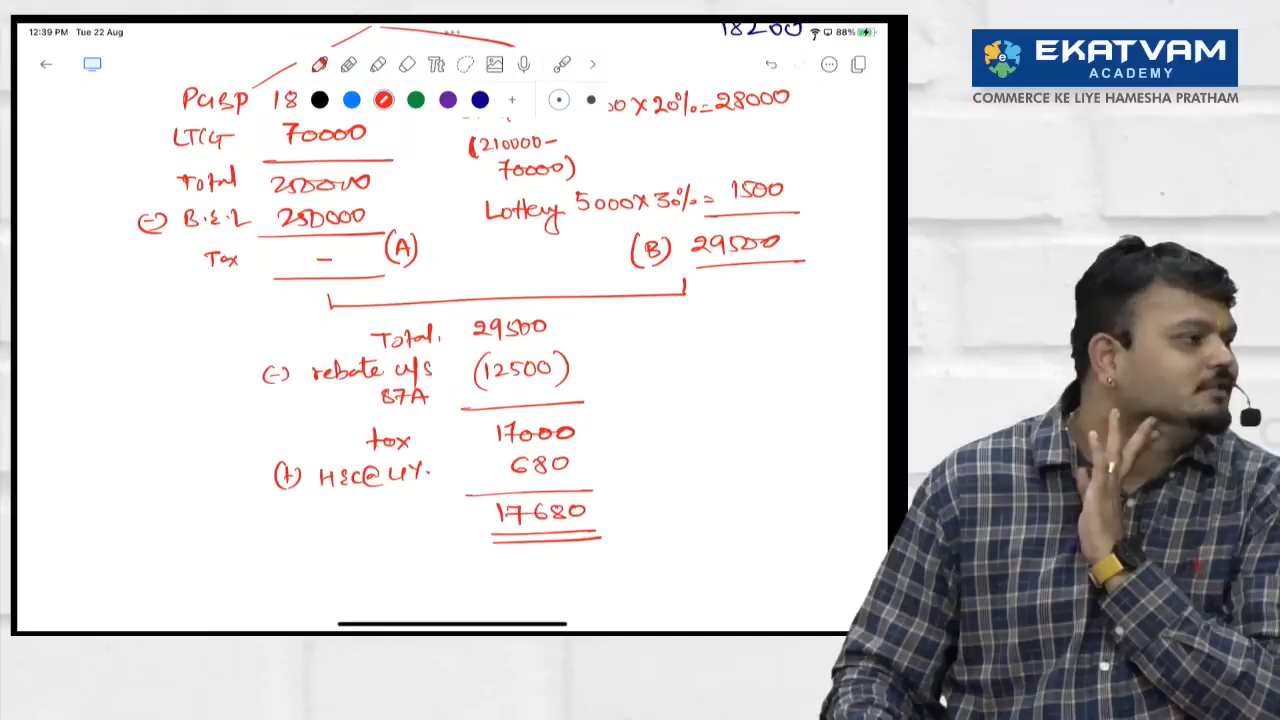 12:39 PM Tue 22 Aug
18200
88%
EKATVAM
ACADEMY
COMMERCE KE LIYE HAMESHA PRATHAM
PGBP 18
00 x 20% = 28000
LTCG 70000
(210000-
70000)
Total 250000
Lottery 5000 x 30% = 1500
(-) B.E.L 250000
Tax - (A)
(B) 29500
Total. 29500
(-) rebate u/s (12500)
87A
tax 17000
(+) H&C@4%. 680
17680